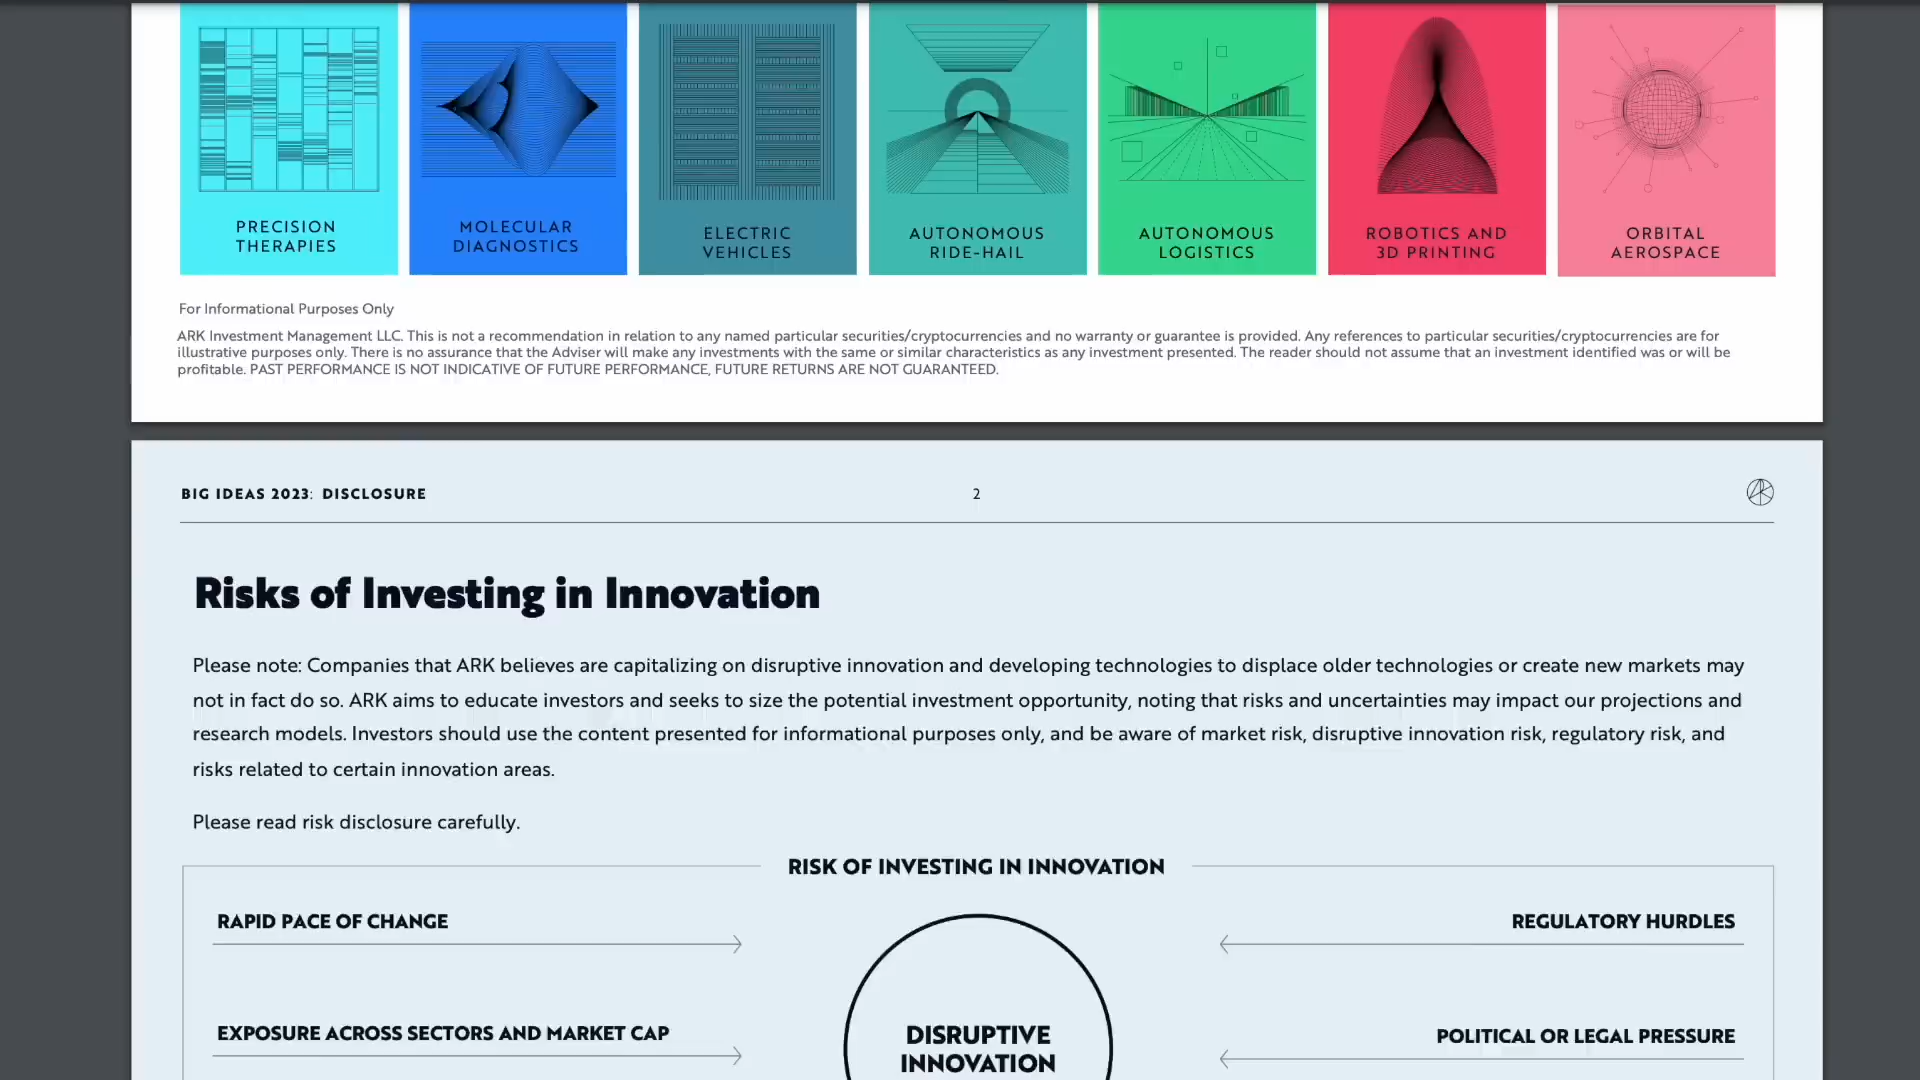 PRECISION
THERAPIES
MOLECULAR
DIAGNOSTICS
ELECTRIC
VEHICLES
AUTONOMOUS
RIDE-HAIL
AUTONOMOUS
LOGISTICS
ROBOTICS AND
3D PRINTING
ORBITAL
AEROSPACE
For Informational Purposes Only
ARK Investment Management LLC. This is not a recommendation in relation to any named particular securities/cryptocurrencies and no warranty or guarantee is provided. Any references to particular securities/cryptocurrencies are for
illustrative purposes only. There is no assurance that the Adviser will make any investments with the same or similar characteristics as any investment presented. The reader should not assume that an investment identified was or will be
profitable. PAST PERFORMANCE IS NOT INDICATIVE OF FUTURE PERFORMANCE, FUTURE RETURNS ARE NOT GUARANTEED.
BIG IDEAS 2023: DISCLOSURE
2
Risks of Investing in Innovation
Please note: Companies that ARK believes are capitalizing on disruptive innovation and developing technologies to displace older technologies or create new markets may
not in fact do so. ARK aims to educate investors and seeks to size the potential investment opportunity, noting that risks and uncertainties may impact our projections and
research models. Investors should use the content presented for informational purposes only, and be aware of market risk, disruptive innovation risk, regulatory risk, and
risks related to certain innovation areas.
Please read risk disclosure carefully.
RISK OF INVESTING IN INNOVATION
RAPID PACE OF CHANGE
REGULATORY HURDLES
EXPOSURE ACROSS SECTORS AND MARKET CAP
DISRUPTIVE
INNOVATION
POLITICAL OR LEGAL PRESSURE